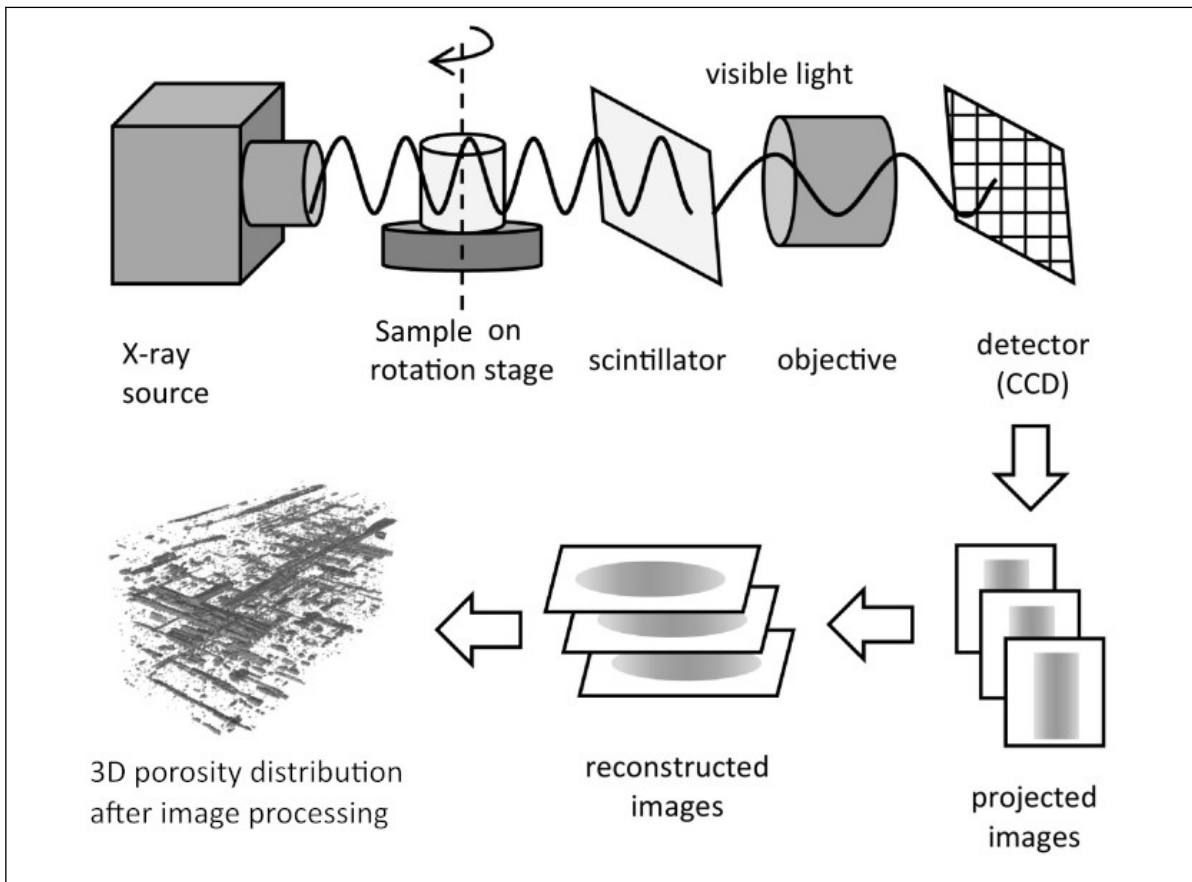 visible light
X-ray
source
Sample on
rotation stage
scintillator
objective
detector
(CCD)
3D porosity distribution
after image processing
reconstructed
images
projected
images